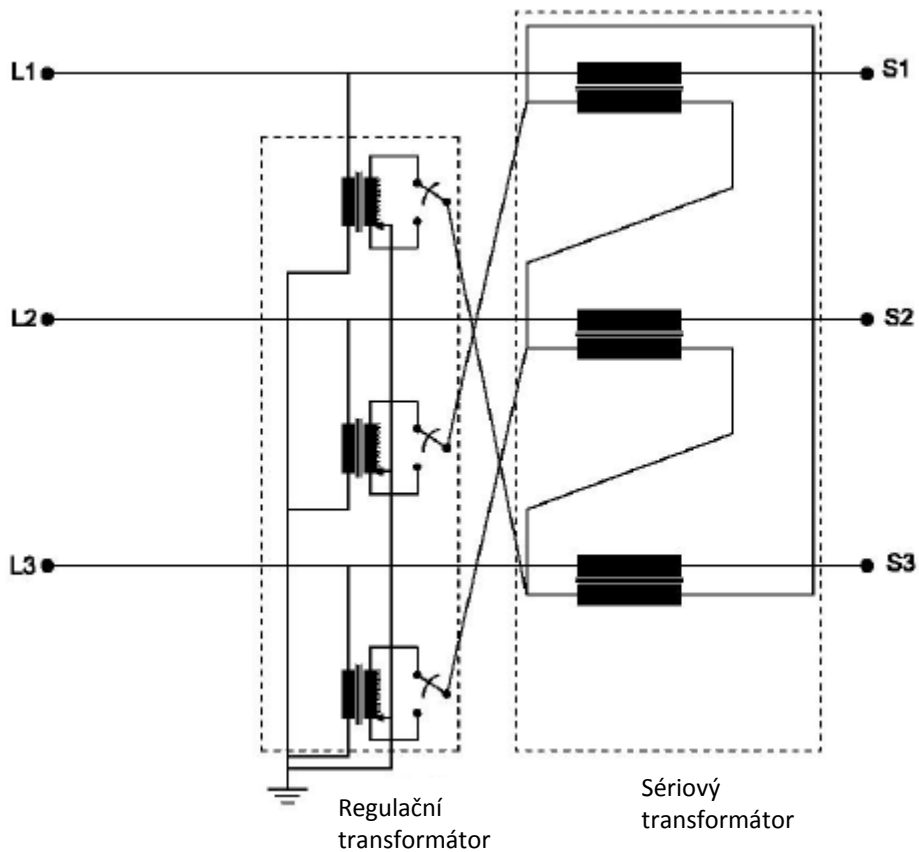 L1
S1
L2
S2
L3
S3
Regulační
transformátor
Sériový
transformátor